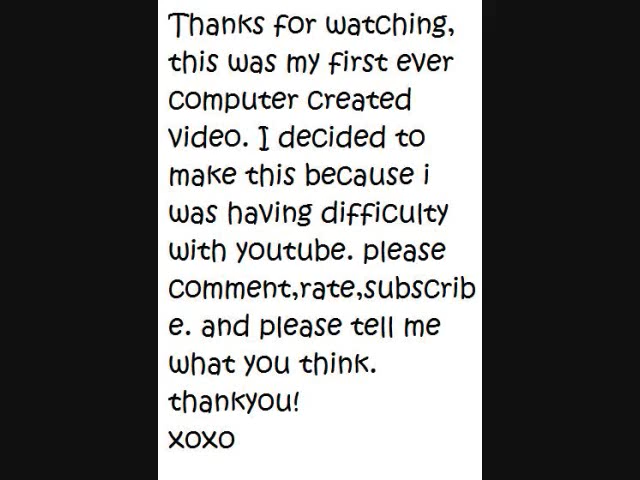 Thanks for watching,
this was my first ever
computer created
video. I decided to
make this because i
was having difficulty
with youtube. please
comment,rate,subscrib
e. and please tell me
what you think.
thankyou!
xoxo